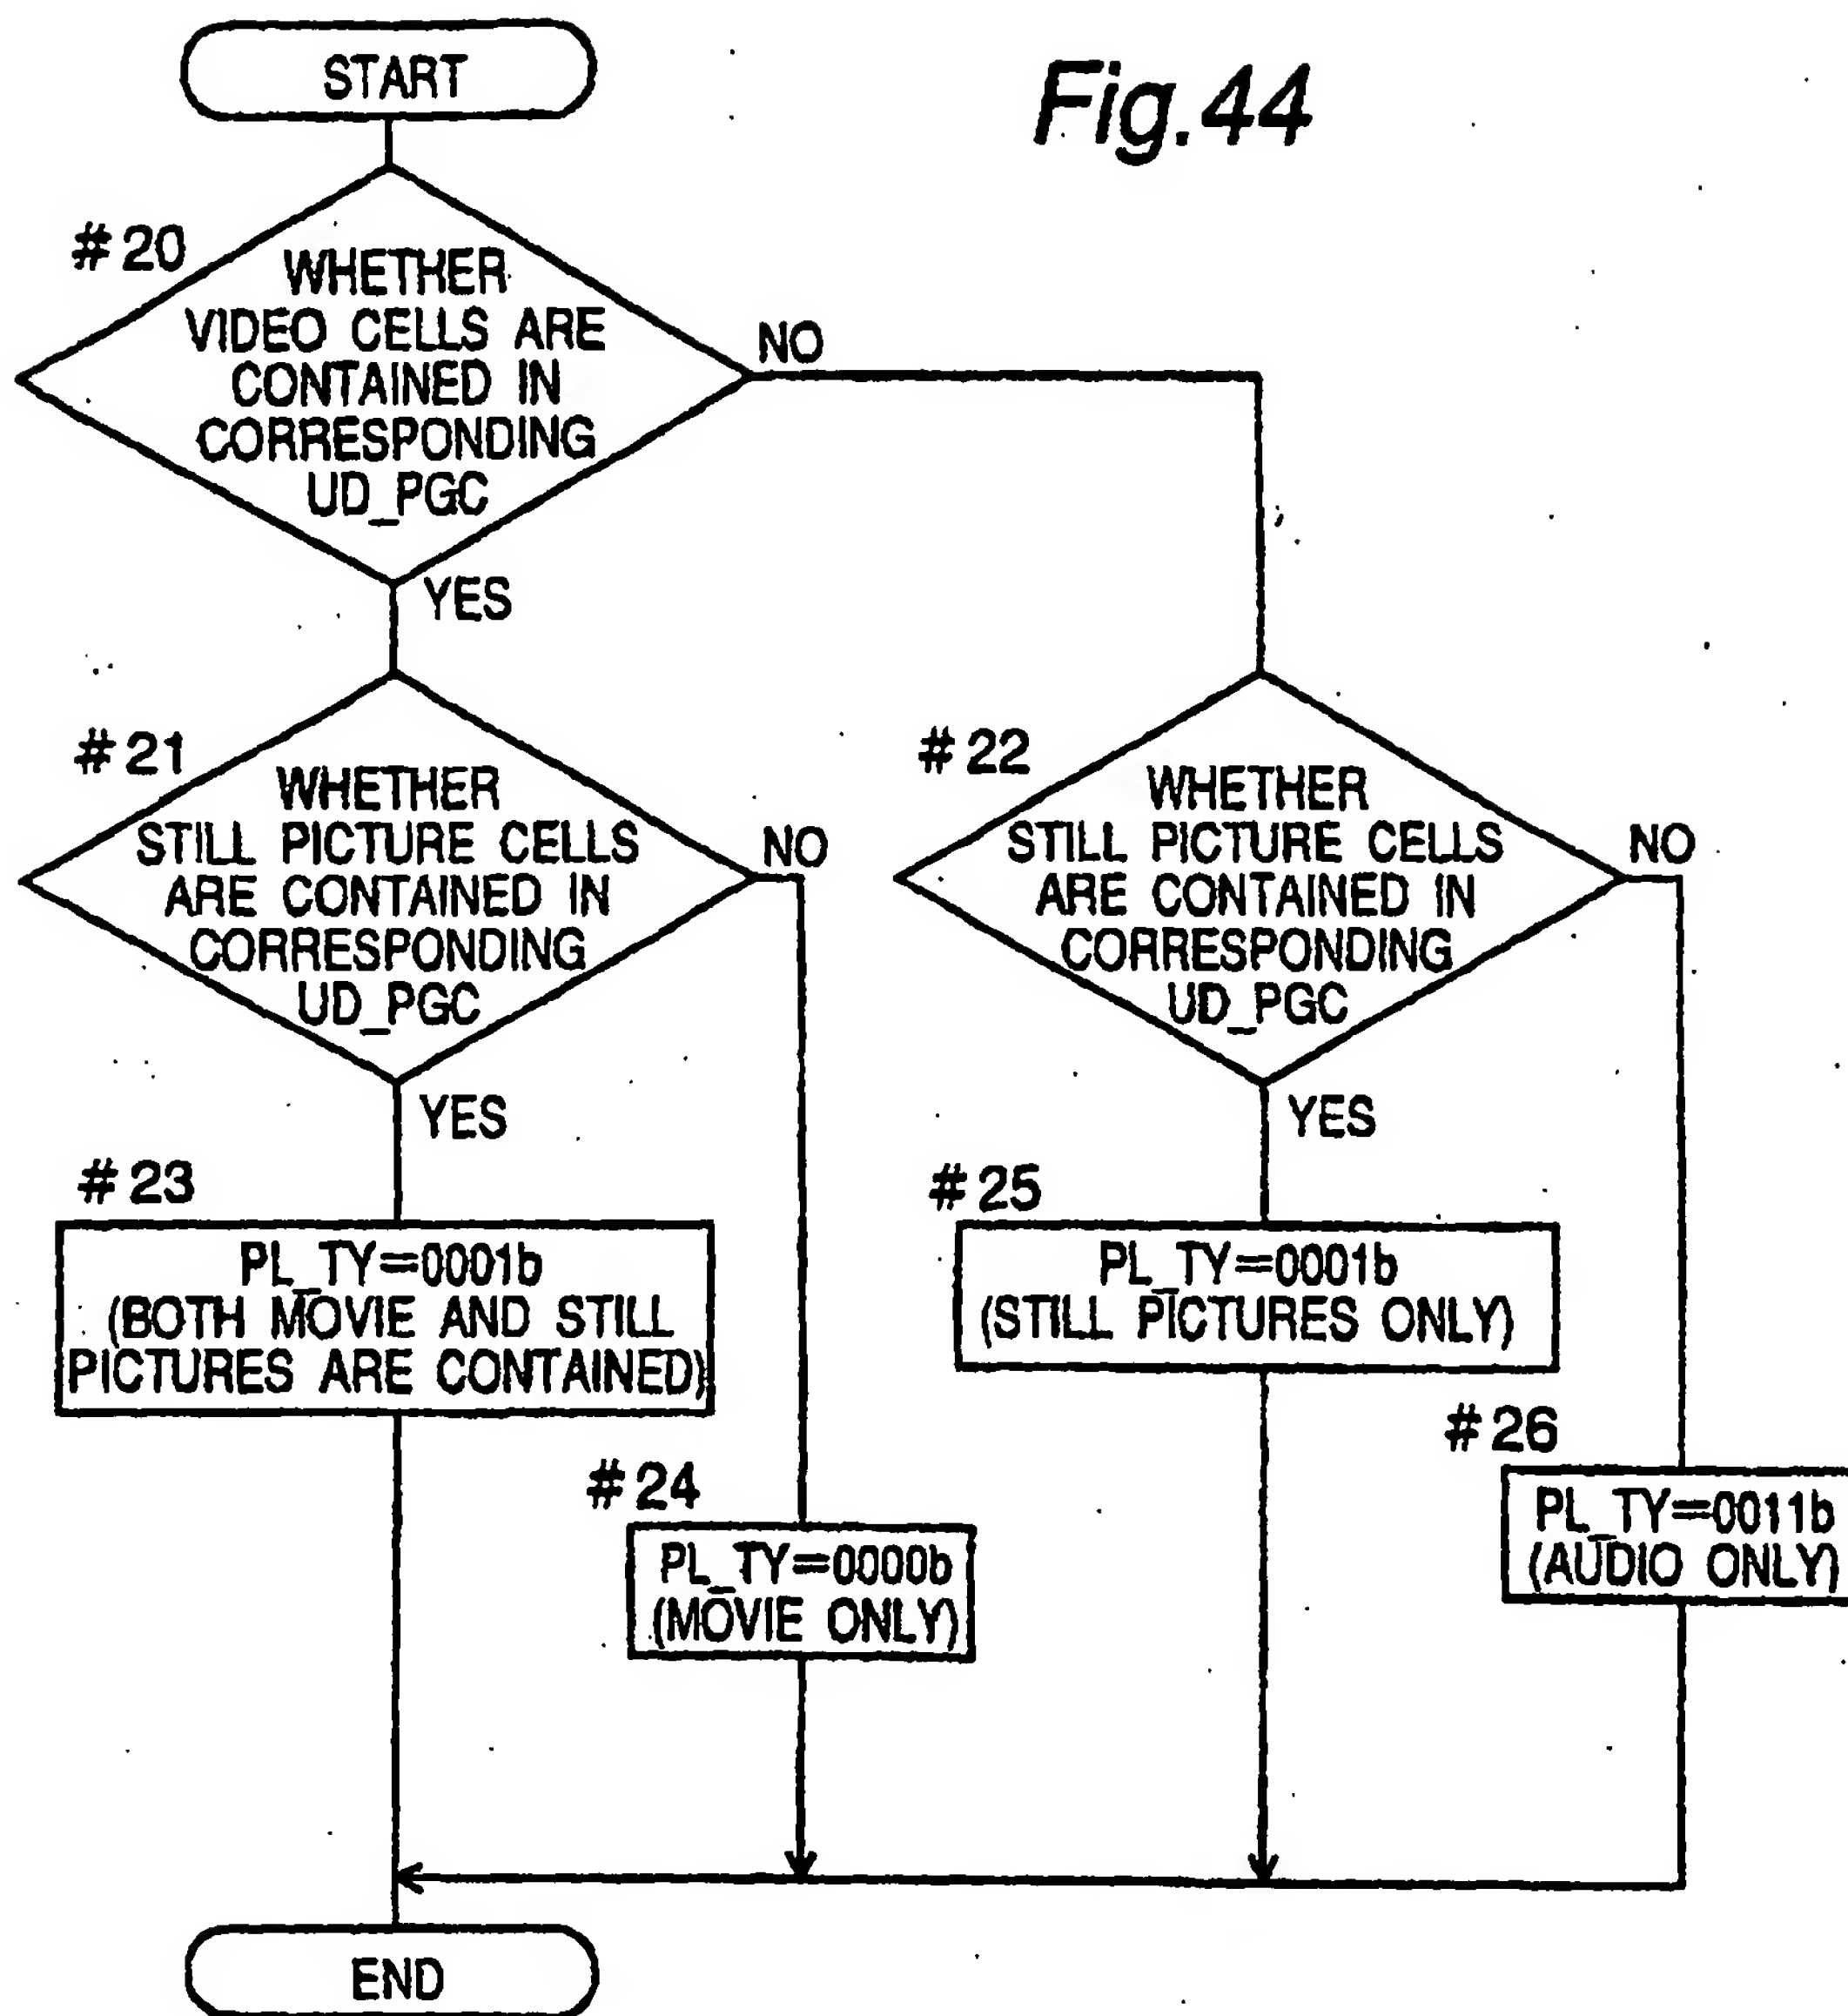 START
Fig.44
#20
WHETHER
VIDEO CELLS ARE
CONTAINED IN
CORRESPONDING
UD_PGC
NO
YES
#21
WHETHER
STILL PICTURE CELLS
ARE CONTAINED IN
CORRESPONDING
UD_PGC
NO
YES
#22
WHETHER
STILL PICTURE CELLS
ARE CONTAINED IN
CORRESPONDING
UD_PGC
NO
YES
#23
PL_TY=0001b
(BOTH MOVIE AND STILL
PICTURES ARE CONTAINED)
#24
PL_TY=0000b
(MOVIE ONLY)
#25
PL_TY=0001b
(STILL PICTURES ONLY)
#26
PL_TY=0011b
(AUDIO ONLY)
END